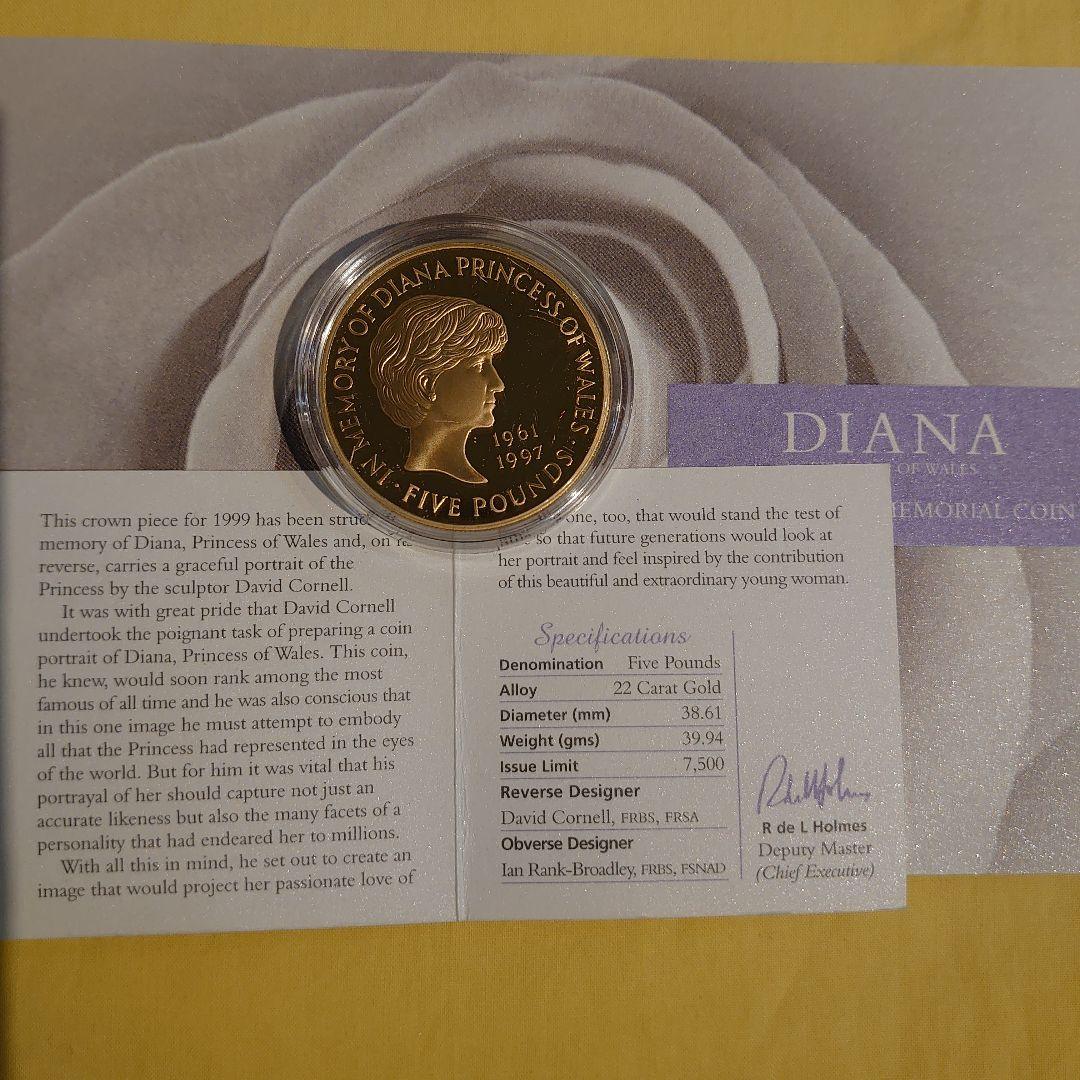 IN MEMORY OF DIANA PRINCESS OF WALES ·
1961
1997
· FIVE POUNDS
DIANA
OF WALES
MEMORIAL COIN
This crown piece for 1999 has been struc
memory of Diana, Princess of Wales and, on
reverse, carries a graceful portrait of the
Princess by the sculptor David Cornell.
It was with great pride that David Cornell
undertook the poignant task of preparing a coin
portrait of Diana, Princess of Wales. This coin,
he knew, would soon rank among the most
famous of all time and he was also conscious that
in this one image he must attempt to embody
all that the Princess had represented in the eyes
of the world. But for him it was vital that his
portrayal of her should capture not just an
accurate likeness but also the many facets of a
personality that had endeared her to millions.
With all this in mind, he set out to create an
image that would project her passionate love of
one, too, that would stand the test of
so that future generations would look at
her portrait and feel inspired by the contribution
of this beautiful and extraordinary young woman.
Specifications
Denomination Five Pounds
Alloy 22 Carat Gold
Diameter (mm) 38.61
Weight (gms) 39.94
Issue Limit 7,500
Reverse Designer
David Cornell, FRBS, FRSA
Obverse Designer
Ian Rank-Broadley, FRBS, FSNAD
R de L Holmes
Deputy Master
(Chief Executive)